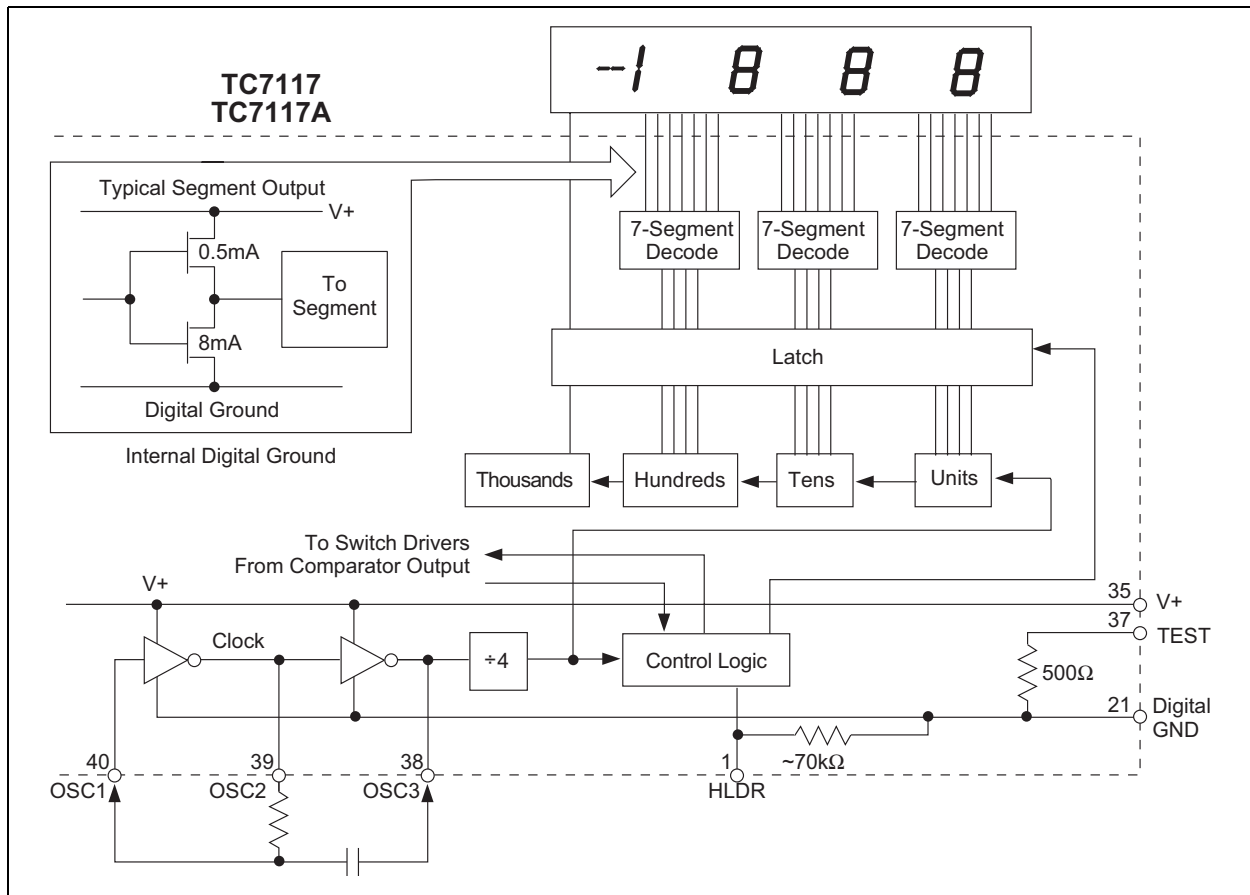 TC7117
TC7117A
--1 8 8 8
Typical Segment Output
V+
0.5mA
To
Segment
8mA
Digital Ground
Internal Digital Ground
7-Segment
Decode
7-Segment
Decode
7-Segment
Decode
Latch
Thousands
Hundreds
Tens
Units
To Switch Drivers
From Comparator Output
V+
Clock
÷4
Control Logic
35
V+
37
TEST
500Ω
21
Digital
GND
~70kΩ
40
OSC1
39
OSC2
38
OSC3
1
HLDR